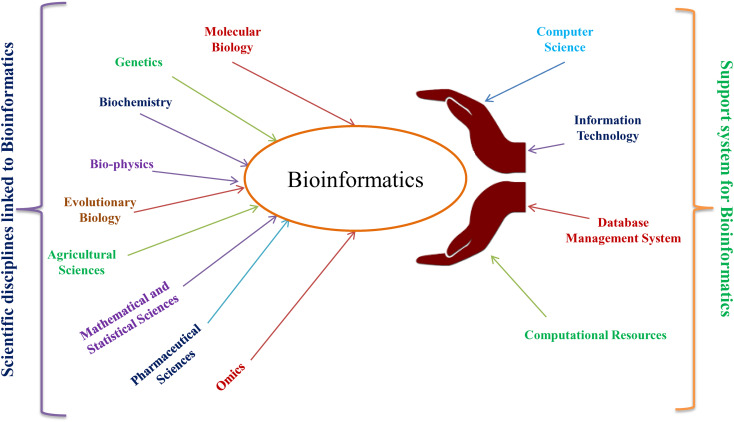 Scientific disciplines linked to Bioinformatics
Molecular
Biology
Genetics
Biochemistry
Bio-physics
Evolutionary
Biology
Agricultural
Sciences
Mathematical and
Statistical Sciences
Pharmaceutical
Sciences
Omics
Bioinformatics
Computer
Science
Information
Technology
Database
Management System
Computational Resources
Support system for Bioinformatics